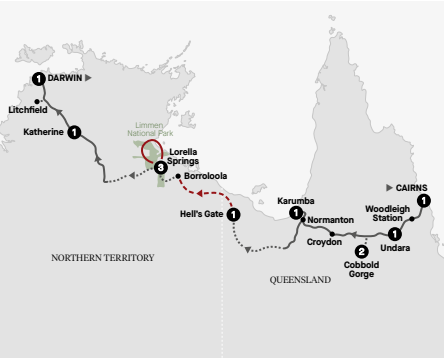 1
DARWIN
Litchfield
Katherine
1
Limmen
National Park
Lorella
Springs
3
Borroloola
Hell's Gate
1
Karumba
1
Normanton
Croydon
CAIRNS
1
Woodleigh
Station
1
Undara
2
Cobbold
Gorge
NORTHERN TERRITORY
QUEENSLAND